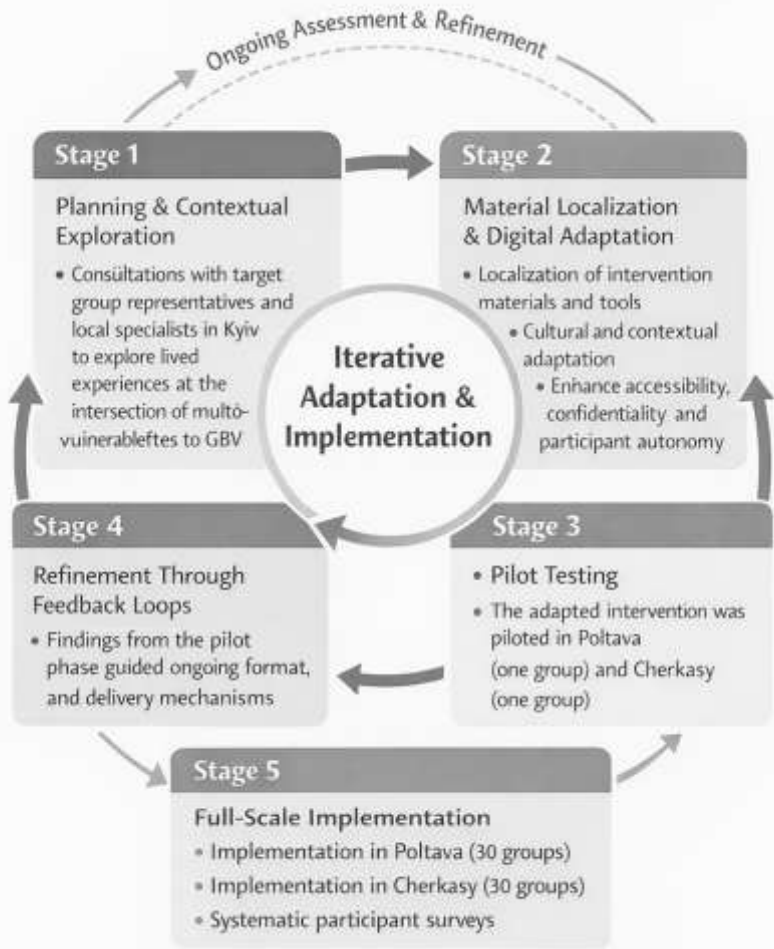 Ongoing Assessment & Refinement
Stage 1
Planning & Contextual
Exploration
• Consültations with target
group representatives and
local specialists in Kyiv
to explore lived
experiences at the
intersection of multó-
vuinerableftes to GBV
Stage 2
Material Localization
& Digital Adaptation
• Localization of intervention
materials and tools
• Cultural and contextual
adaptation
• Enhance accessibility,
confidentiality and
participant autonomy
Iterative
Adaptation &
Implementation
Stage 3
• Pilot Testing
• The adapted intervention was
piloted in Poltava
(one group) and Cherkasy
(one group)
Stage 4
Refinement Through
Feedback Loops
• Findings from the pilot
phase guided ongoing format,
and delivery mechanisms
Stage 5
Full-Scale Implementation
• Implementation in Poltava (30 groups)
• Implementation in Cherkasy (30 groups)
• Systematic participant surveys